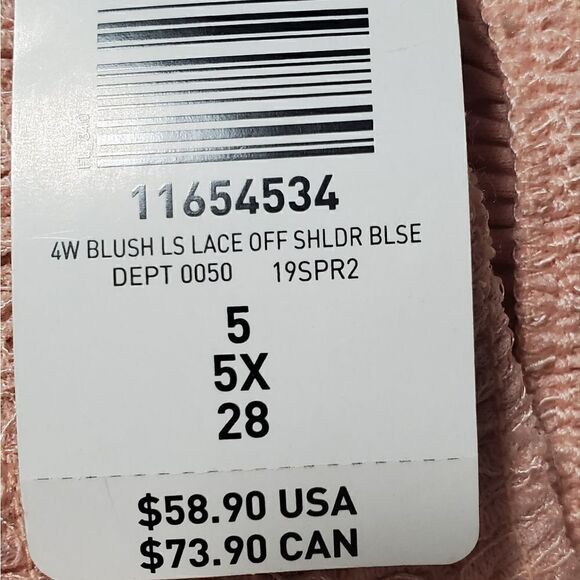 11654534
4W BLUSH LS LACE OFF SHLDR BLSE
DEPT 0050 19SPR2
5
5X
28
$58.90 USA
$73.90 CAN